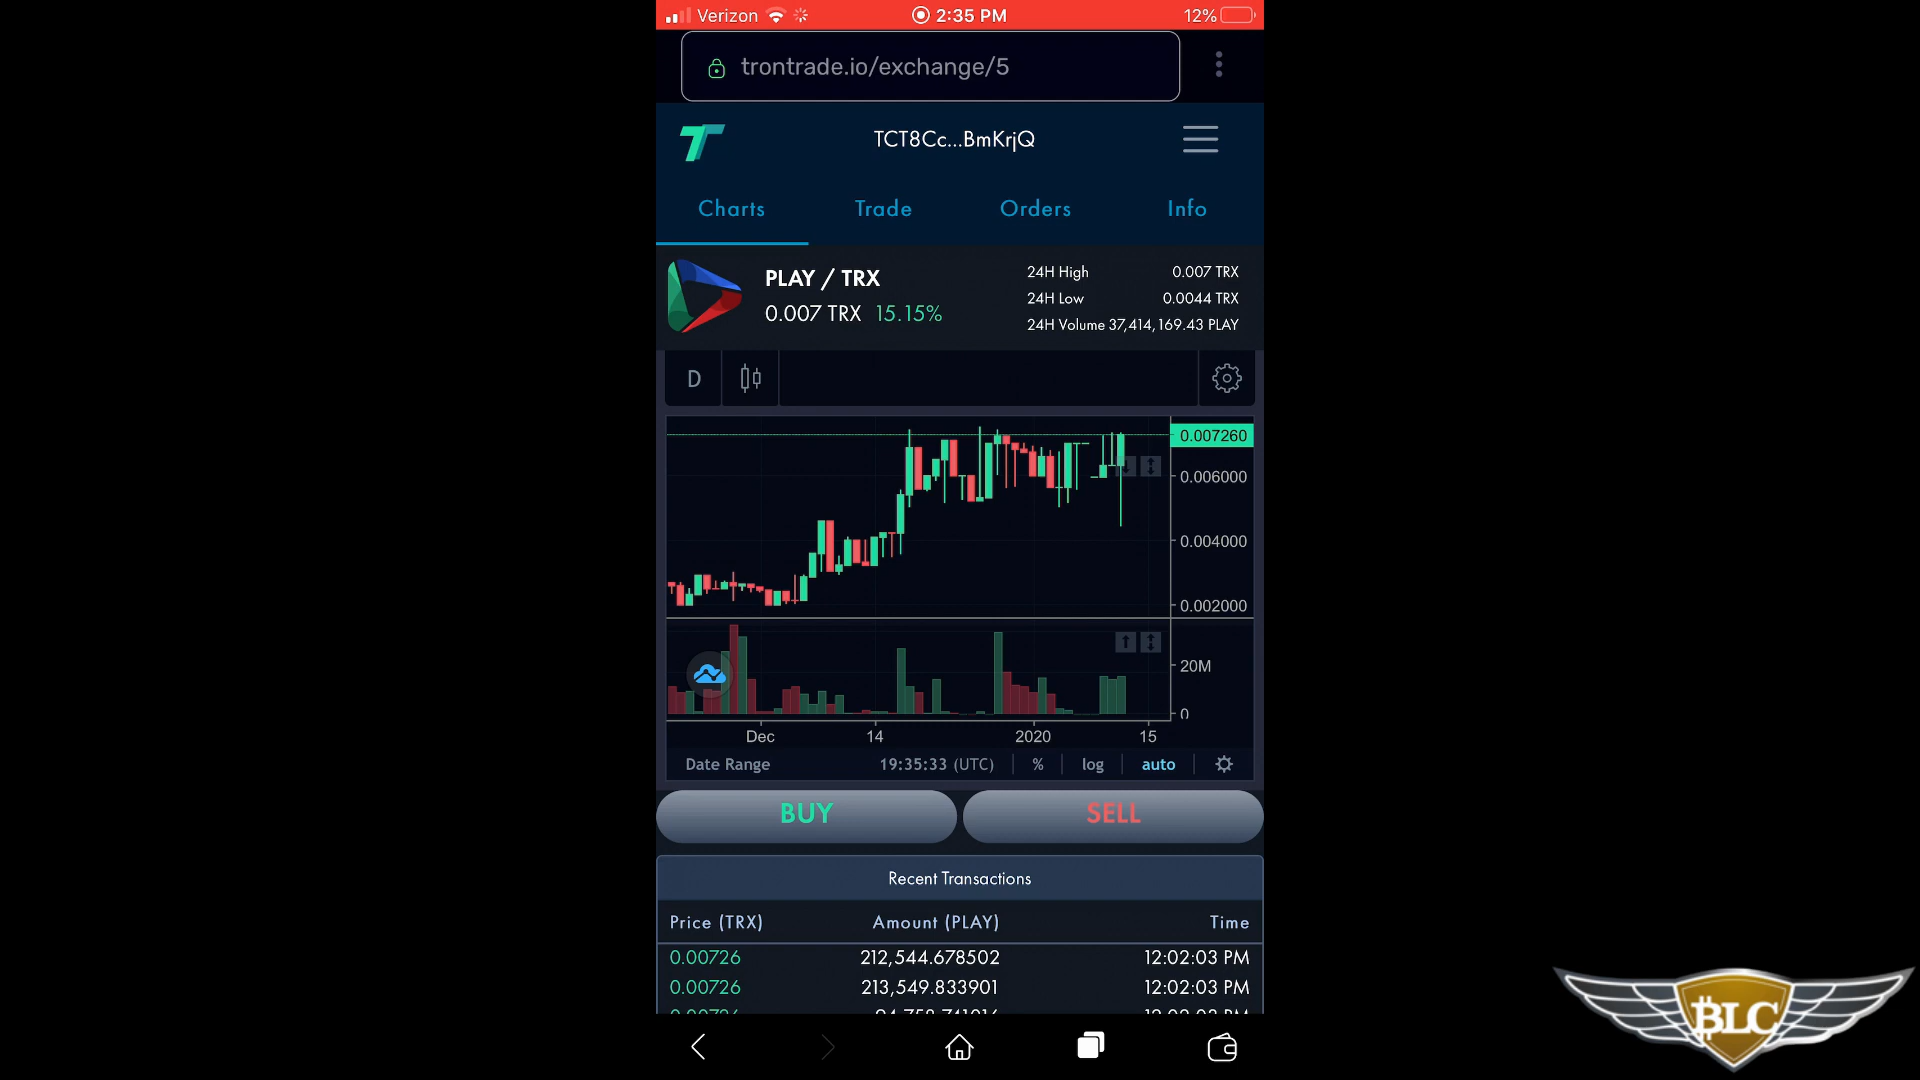 Verizon 2:35 PM 12%
trontrade.io/exchange/5
TCT8Cc...BmKrjQ
Charts Trade Orders Info
PLAY / TRX
0.007 TRX 15.15%
24H High 0.007 TRX
24H Low 0.0044 TRX
24H Volume 37,414,169.43 PLAY
D
0.007260
0.006000
0.004000
0.002000
20M
0
Dec 14 2020 15
Date Range 19:35:33 (UTC) % log auto
BUY SELL
Recent Transactions
Price (TRX) Amount (PLAY) Time
0.00726 212,544.678502 12:02:03 PM
0.00726 213,549.833901 12:02:03 PM
BLC